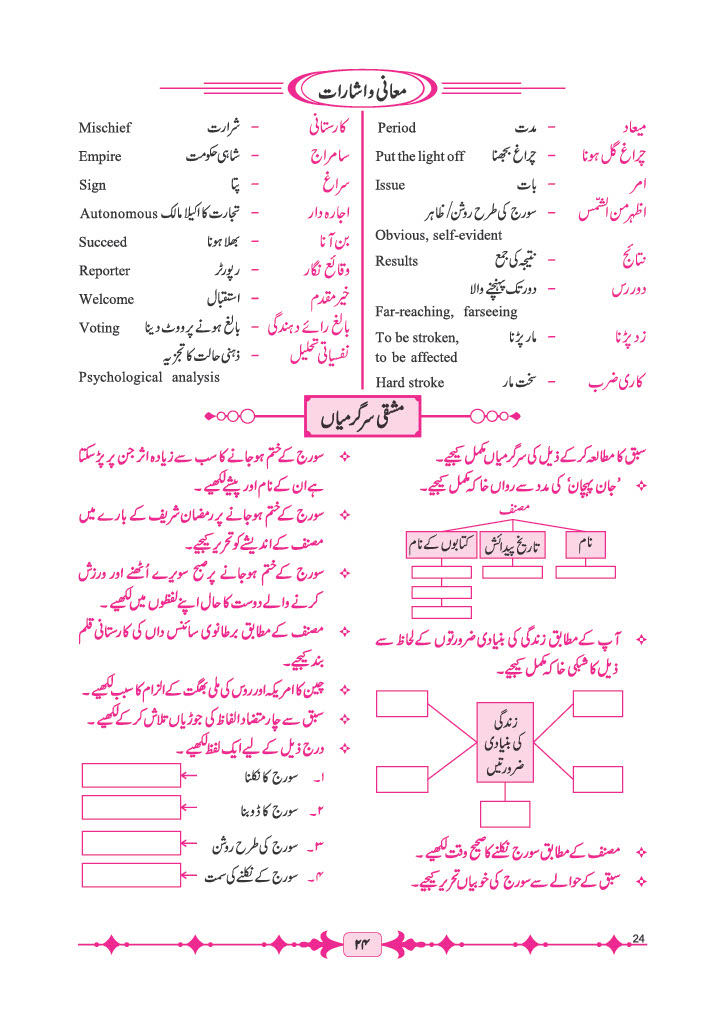 معانی و اشارات
میعاد - مدت Period
چراغ گل ہونا - چراغ بجھنا Put the light off
امر - بات Issue
اظہر من الشّمس - سورج کی طرح روشن/ظاہر
Obvious, self-evident
نتائج - نتیجہ کی جمع Results
دور رس - دور تک پہنچنے والا
Far-reaching, farseeing
زد پڑنا - مار پڑنا To be stroken,
to be affected
کاری ضرب - سخت مار Hard stroke
کارستانی - شرارت Mischief
سامراج - شاہی حکومت Empire
سراغ - پتا Sign
اجارہ دار - تجارت کا اکیلا مالک Autonomous
بن آنا - بھلا ہونا Succeed
وقائع نگار - رپورٹر Reporter
خیر مقدم - استقبال Welcome
بالغ رائے دہندگی - بالغ ہونے پر ووٹ دینا Voting
نفسیاتی تحلیل - ذہنی حالت کا تجزیہ
Psychological analysis
مشقی سرگرمیاں
سبق کا مطالعہ کرکے ذیل کی سرگرمیاں مکمل کیجیے۔
'جان پہچان' کی مدد سے رواں خاکہ مکمل کیجیے۔
مصنف
نام
تاریخ پیدائش
کتابوں کے نام
آپ کے مطابق زندگی کی بنیادی ضرورتوں کے لحاظ سے
ذیل کا شبکی خاکہ مکمل کیجیے۔
زندگی
کی بنیادی
ضرورتیں
مصنف کے مطابق سورج نکلنے کا صحیح وقت لکھیے۔
سبق کے حوالے سے سورج کی خوبیاں تحریر کیجیے۔
سورج کے ختم ہوجانے کا سب سے زیادہ اثر جن پر پڑسکتا
ہے ان کے نام اور پیشے لکھیے۔
سورج کے ختم ہوجانے پر رمضان شریف کے بارے میں
مصنف کے اندیشے کو تحریر کیجیے۔
سورج کے ختم ہوجانے پر صبح سویرے اُٹھنے اور ورزش
کرنے والے دوست کا حال اپنے لفظوں میں لکھیے۔
مصنف کے مطابق برطانوی سائنس داں کی کارستانی قلم
بند کیجیے۔
چین کا امریکہ اور روس کی ملی بھگت کے الزام کا سبب لکھیے۔
سبق سے چار متضاد الفاظ کی جوڑیاں تلاش کرکے لکھیے۔
درج ذیل کے لیے ایک لفظ لکھیے۔
۱۔ سورج کا نکلنا
۲۔ سورج کا ڈوبنا
۳۔ سورج کی طرح روشن
۴۔ سورج کے نکلنے کی سمت
۲۴
24